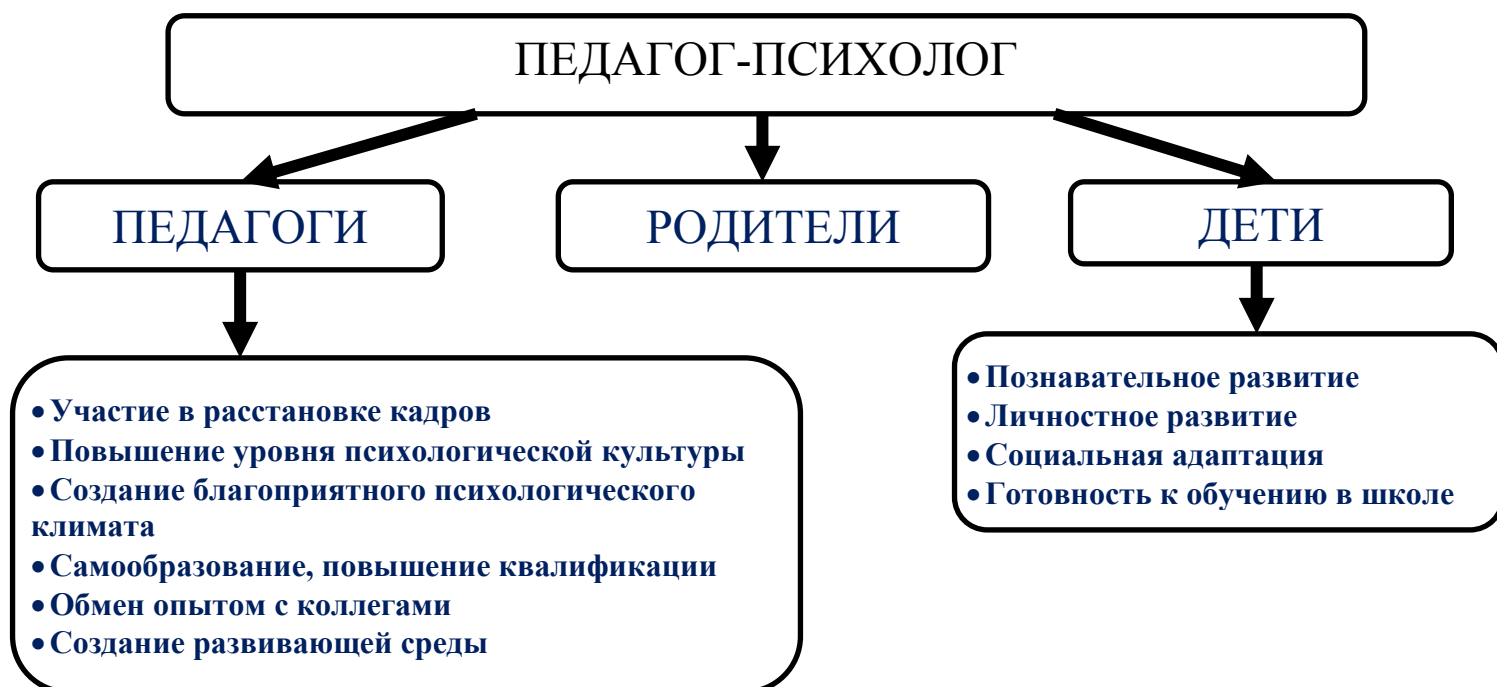 ПЕДАГОГ-ПСИХОЛОГ
ПЕДАГОГИ
РОДИТЕЛИ
ДЕТИ
• Участие в расстановке кадров
• Повышение уровня психологической культуры
• Создание благоприятного психологического
климата
• Самообразование, повышение квалификации
• Обмен опытом с коллегами
• Создание развивающей среды
• Познавательное развитие
• Личностное развитие
• Социальная адаптация
• Готовность к обучению в школе